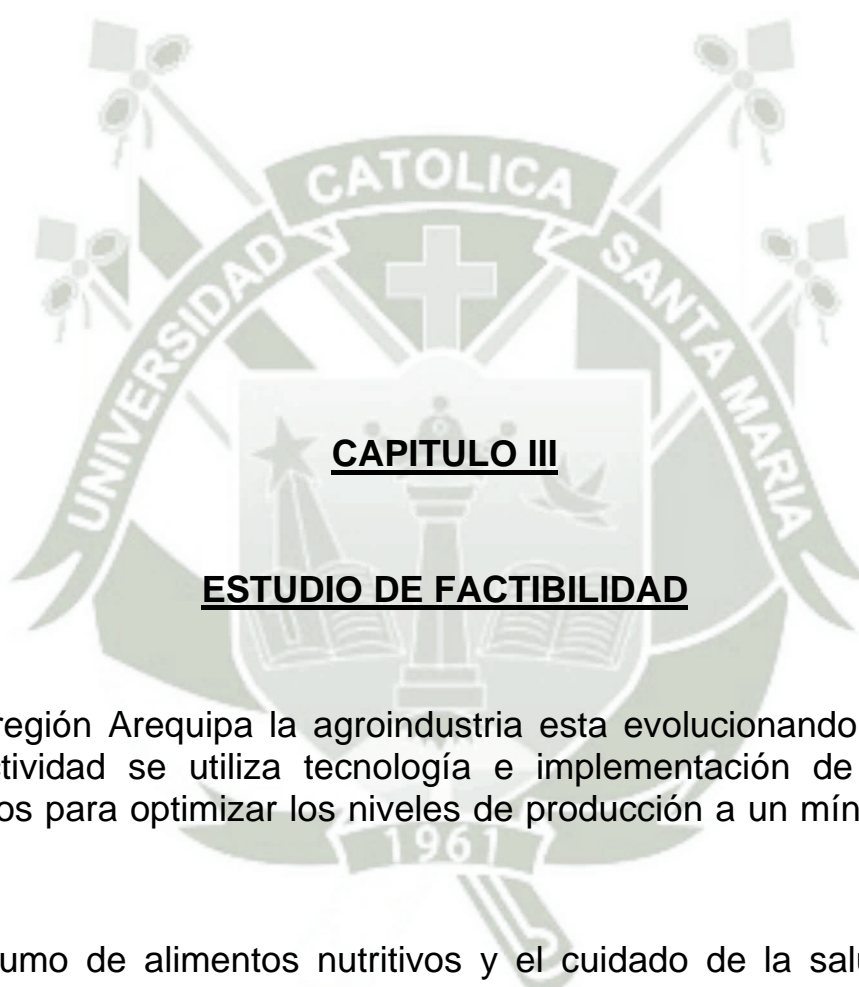 CATOLICA
UNIVERSIDAD
SANTA MARIA
CAPITULO III
ESTUDIO DE FACTIBILIDAD
región Arequipa la agroindustria esta evolucionando
tividad se utiliza tecnología e implementación de
os para optimizar los niveles de producción a un mín
1961
umo de alimentos nutritivos y el cuidado de la salu